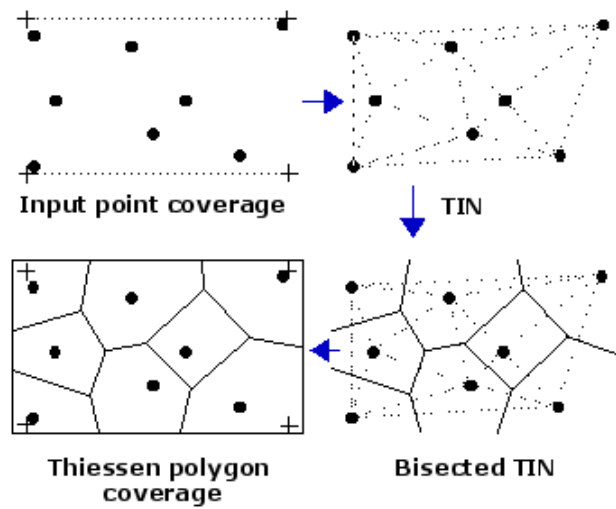 Input point coverage
TIN
Thiessen polygon
coverage
Bisected TIN